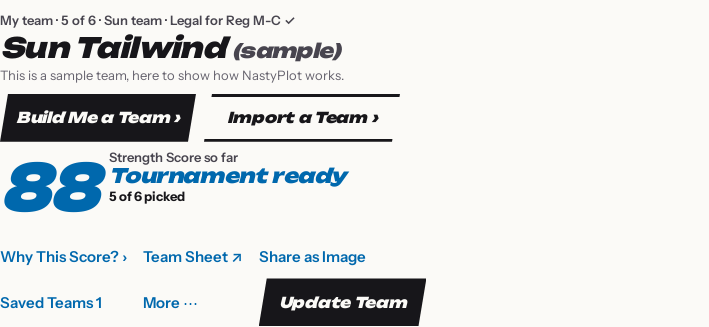 My team · 5 of 6 · Sun team · Legal for Reg M-C ✓
Sun Tailwind (sample)
This is a sample team, here to show how NastyPlot works.
Build Me a Team › Import a Team ›
88
Strength Score so far
Tournament ready
5 of 6 picked
Why This Score? › Team Sheet ↗ Share as Image
Saved Teams 1 More ··· Update Team